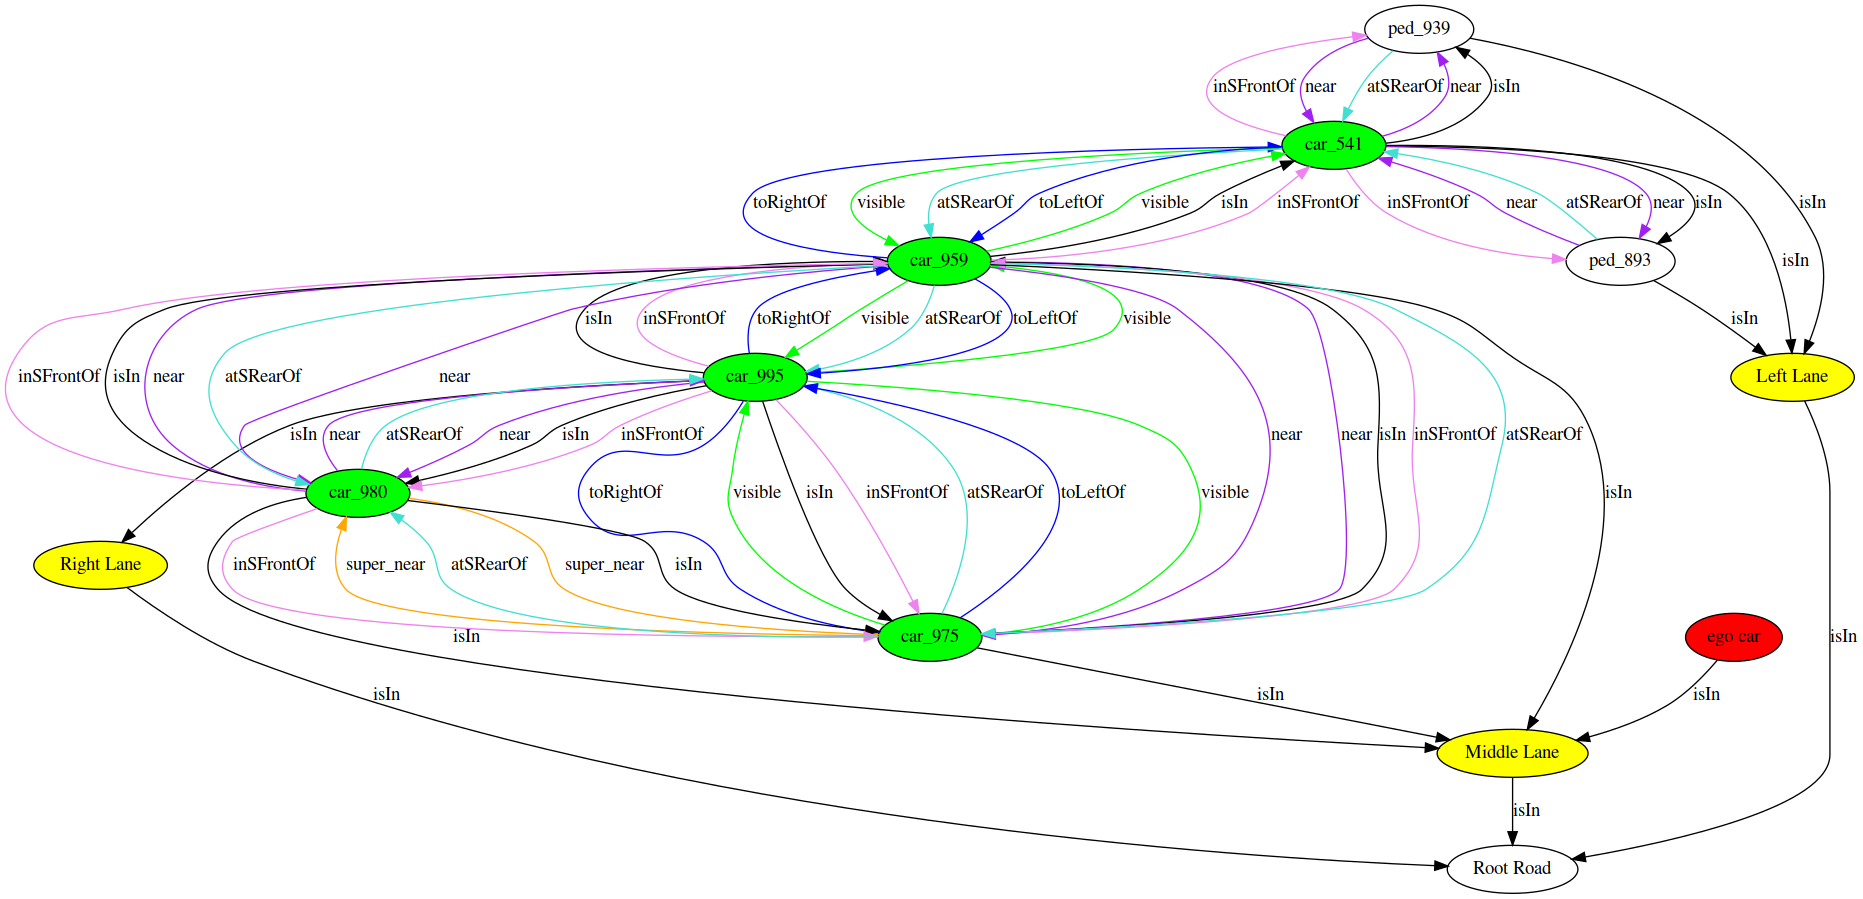 ped_939
inSFrontOf near atSRearOf near isIn
car_541
toRightOf visible atSRearOf toLeftOf visible isIn inSFrontOf inSFrontOf near atSRearOf near isIn isIn
car_959 ped_893 isIn
isIn inSFrontOf toRightOf visible atSRearOf toLeftOf visible isIn
inSFrontOf isIn near atSRearOf near car_995 Left Lane
isIn near atSRearOf near isIn inSFrontOf near near isIn inSFrontOf atSRearOf
car_980 toRightOf visible isIn inSFrontOf atSRearOf toLeftOf visible isIn
Right Lane inSFrontOf super_near atSRearOf super_near isIn
isIn car_975 ego car isIn
isIn isIn isIn
Middle Lane
isIn
Root Road